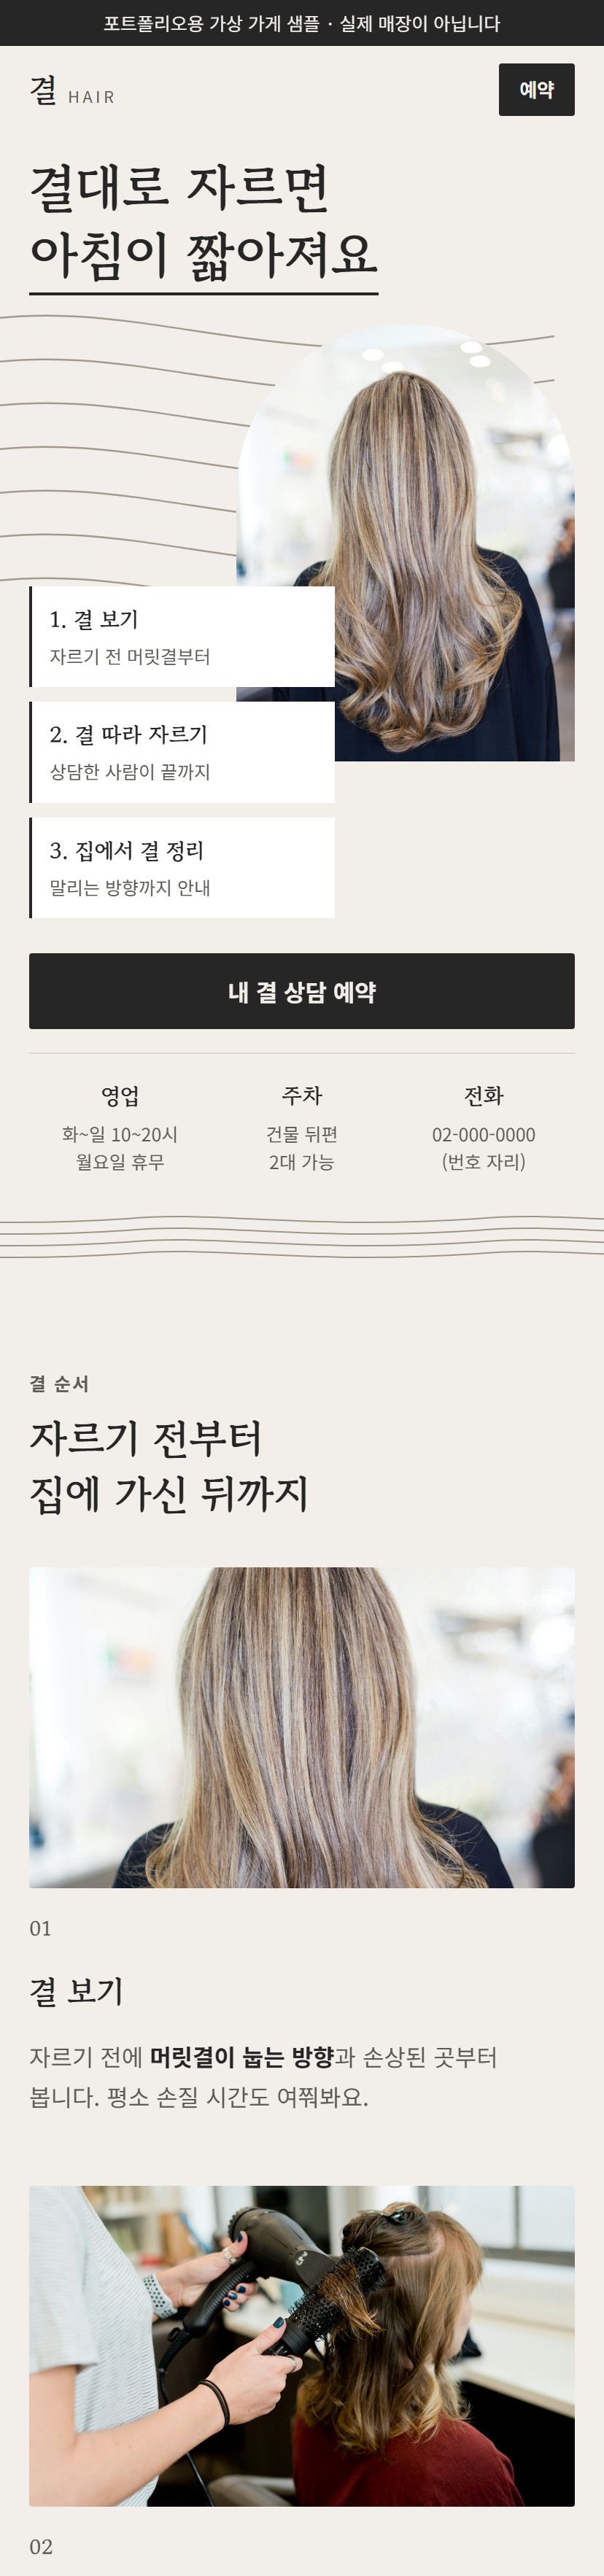 포트폴리오용 가상 가게 샘플 · 실제 매장이 아닙니다
결 HAIR
예약
결대로 자르면
아침이 짧아져요
1. 결 보기
자르기 전 머릿결부터
2. 결 따라 자르기
상담한 사람이 끝까지
3. 집에서 결 정리
말리는 방향까지 안내
내 결 상담 예약
영업
화~일 10~20시
월요일 휴무
주차
건물 뒤편
2대 가능
전화
02-000-0000
(번호 자리)
결 순서
자르기 전부터
집에 가신 뒤까지
01
결 보기
자르기 전에 머릿결이 눕는 방향과 손상된 곳부터
봅니다. 평소 손질 시간도 여쭤봐요.
02